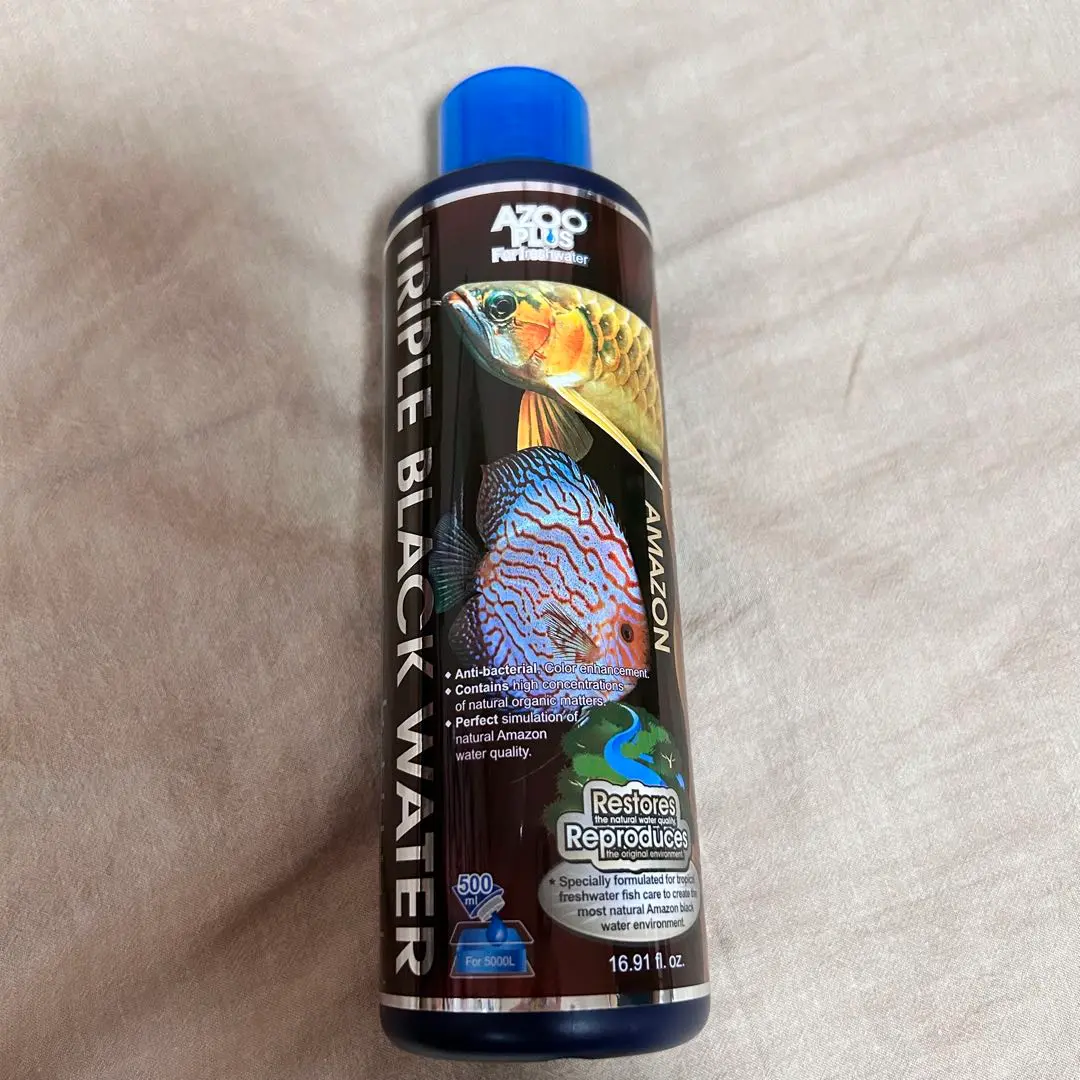 AZOO
PLUS
For freshwater
TRiPLE BLACK WATER
AMAZON
♦ Anti-bacterial, Color enhancement.
♦ Contains high concentrations
of natural organic matters.
♦ Perfect simulation of
natural Amazon
water quality.
Restores
the natural water quality
Reproduces
the original environment
★ Specially formulated for tropical
freshwater fish care to create the
most natural Amazon black
water environment.
500
ml
For 5000L
16.91 fl. oz.